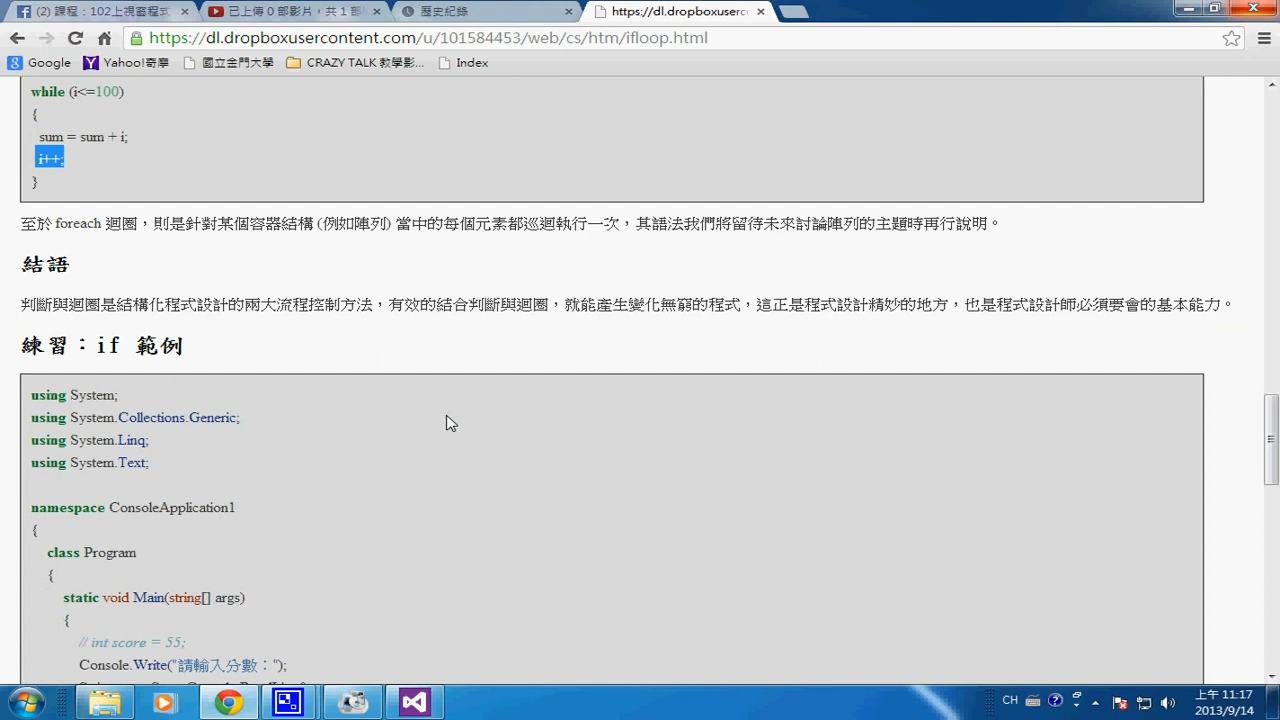 (2) 課程：102上視窗程式
已上傳 0 部影片，共 1 部
歷史紀錄
https://dl.dropboxusercon
https://dl.dropboxusercontent.com/u/101584453/web/cs/htm/ifloop.html
Google
Yahoo!奇摩
國立金門大學
CRAZY TALK 教學影...
Index
while (i<=100)
{
sum = sum + i;
i++;
}
至於 foreach 迴圈，則是針對某個容器結構 (例如陣列) 當中的每個元素都巡迴執行一次，其語法我們將留待未來討論陣列的主題時再行說明。
結語
判斷與迴圈是結構化程式設計的兩大流程控制方法，有效的結合判斷與迴圈，就能產生變化無窮的程式，這正是程式設計精妙的地方，也是程式設計師必須要會的基本能力。
練習：if 範例
using System;
using System.Collections.Generic;
using System.Linq;
using System.Text;
namespace ConsoleApplication1
{
class Program
{
static void Main(string[] args)
{
// int score = 55;
Console.Write("請輸入分數：");
CH
上午 11:17
2013/9/14